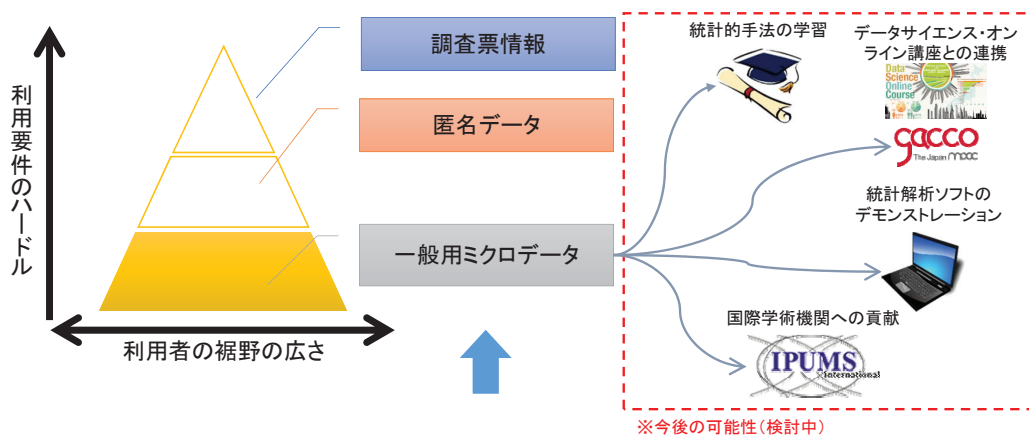 利用要件のハードル
利用者の裾野の広さ
調査票情報
匿名データ
一般用ミクロデータ
統計的手法の学習
データサイエンス・オン
ライン講座との連携
Data
Science
Online
Course
gacco
The Japan mooc
統計解析ソフトの
デモンストレーション
国際学術機関への貢献
IPUMS
International
※今後の可能性(検討中)